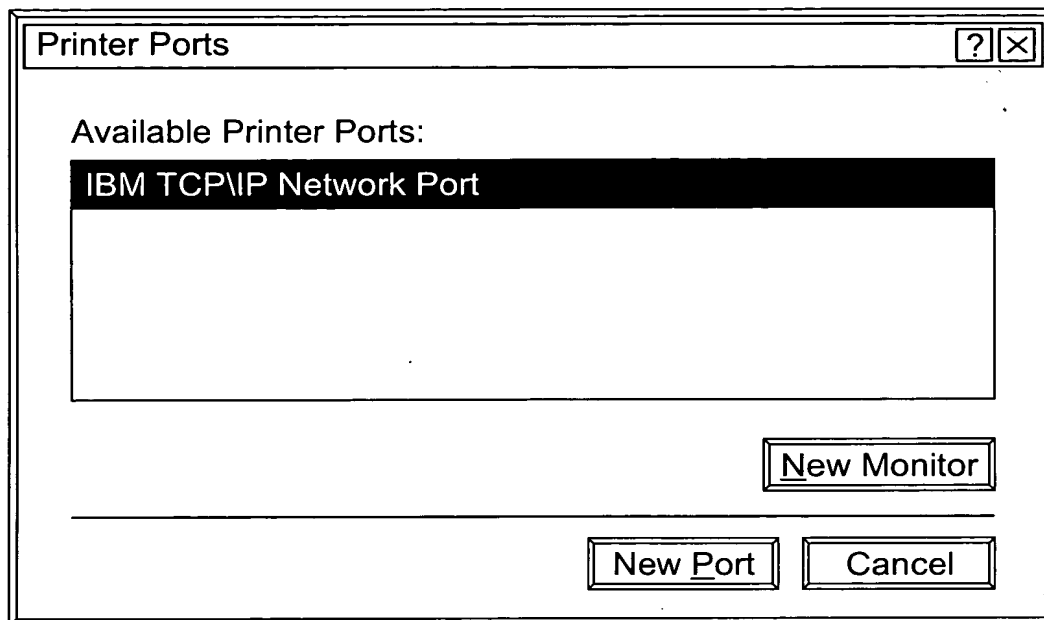 Printer Ports ? ×
Available Printer Ports:
IBM TCP\IP Network Port
New Monitor
New Port Cancel